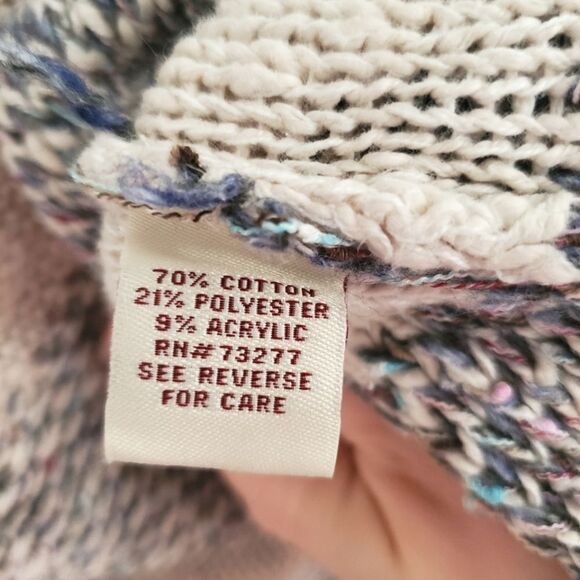 70% COTTON
21% POLYESTER
9% ACRYLIC
RN#73277
SEE REVERSE
FOR CARE